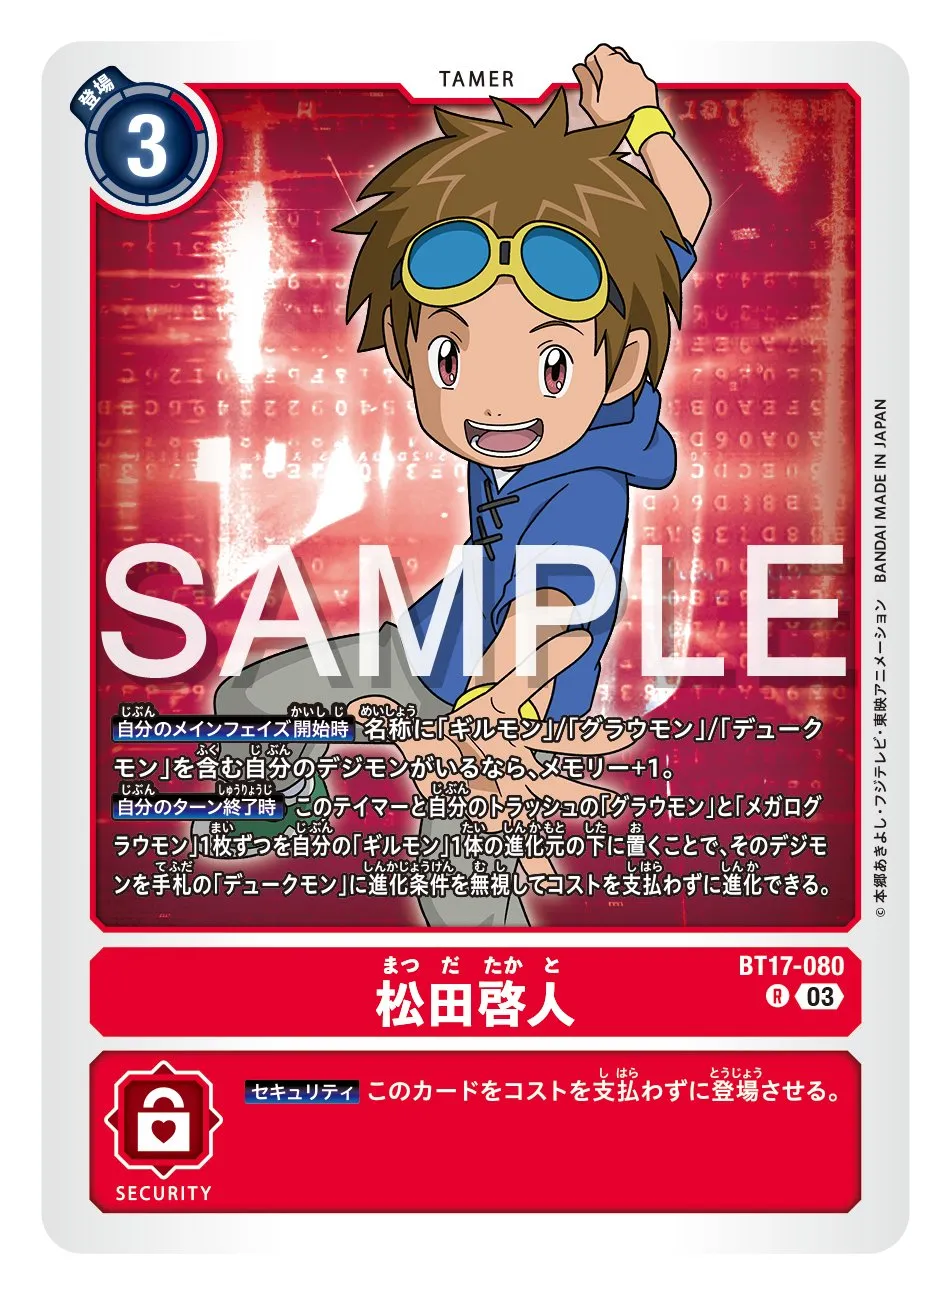 TAMER
登場
3
SAMPLE
自分のメインフェイズ開始時 名称に「ギルモン」/「グラウモン」/「デューク
モン」を含む自分のデジモンがいるなら、メモリー+1。
自分のターン終了時 このテイマーと自分のトラッシュの「グラウモン」と「メガログ
ラウモン」1枚ずつを自分の「ギルモン」1体の進化元の下に置くことで、そのデジモ
ンを手札の「デュークモン」に進化条件を無視してコストを支払わずに進化できる。
©本郷あきよし・フジテレビ・東映アニメーション BANDAI MADE IN JAPAN
まつ だ たか と
松田啓人
BT17-080
R 03
セキュリティ このカードをコストを支払わずに登場させる。
SECURITY